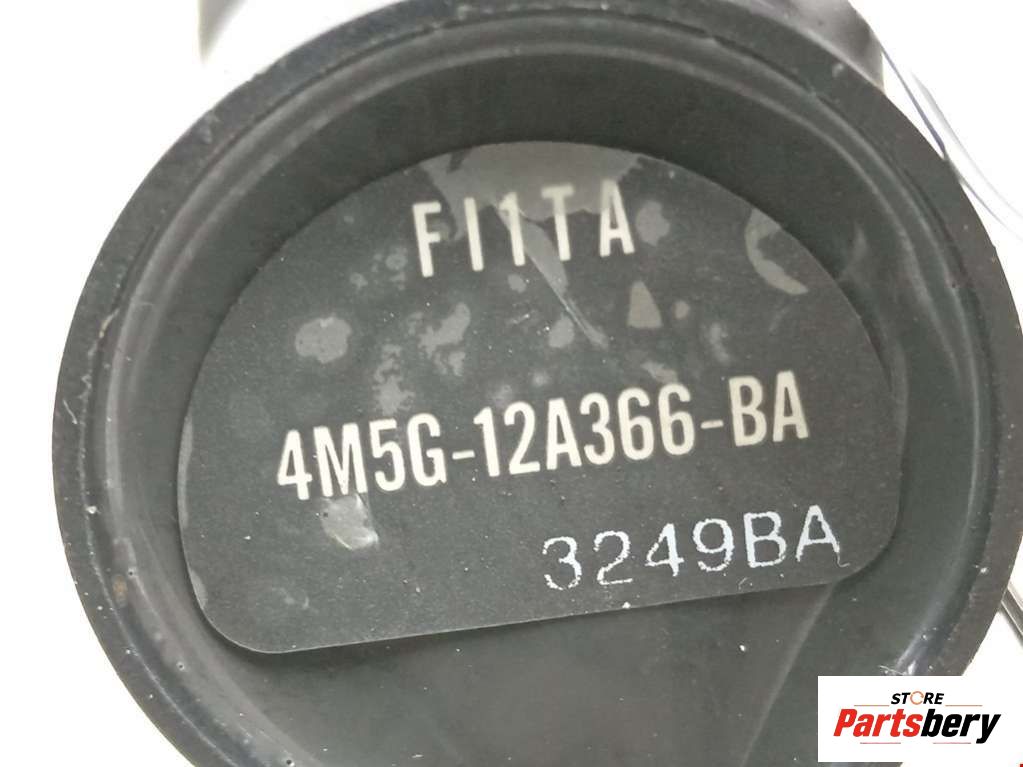 FI1TA
4M5G-12A366-BA
3249BA
STORE
Partsbery